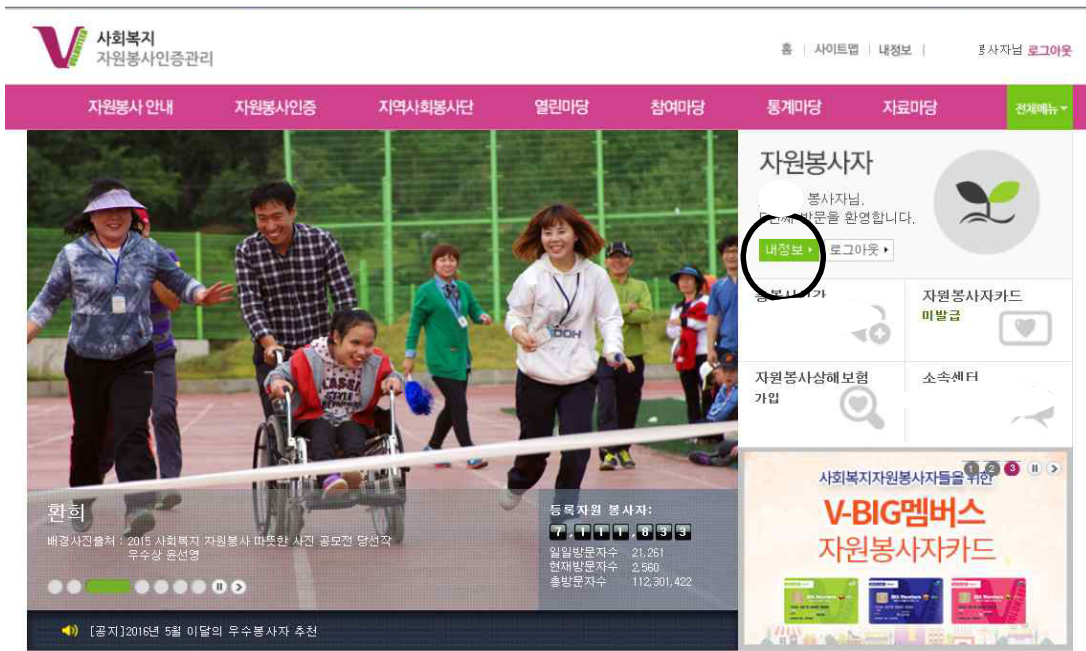 사회복지
자원봉사인증관리
홈 | 사이트맵 | 내정보 |
봉사자님 로그아웃
자원봉사 안내 자원봉사인증 지역사회봉사단 열린마당 참여마당 통계마당 자료마당 전체메뉴
자원봉사자
봉사자님.
방문을 환영합니다.
내정보 로그아웃
자원봉사자카드
미발급
자원봉사상해보험
가입
소속센터
환희
배경사진출처 : 2015 사회복지 자원봉사 따뜻한 사진 공모전 당선작
우수상 윤선영
등록자원 봉사자:
7,111,833
일일방문자수 21,261
현재방문자수 2,560
총방문자수 112,301,422
[공지]2016년 5월 이달의 우수봉사자 추천
1 2 3
사회복지자원봉사자들을 위한
V-BIG멤버스
자원봉사자카드